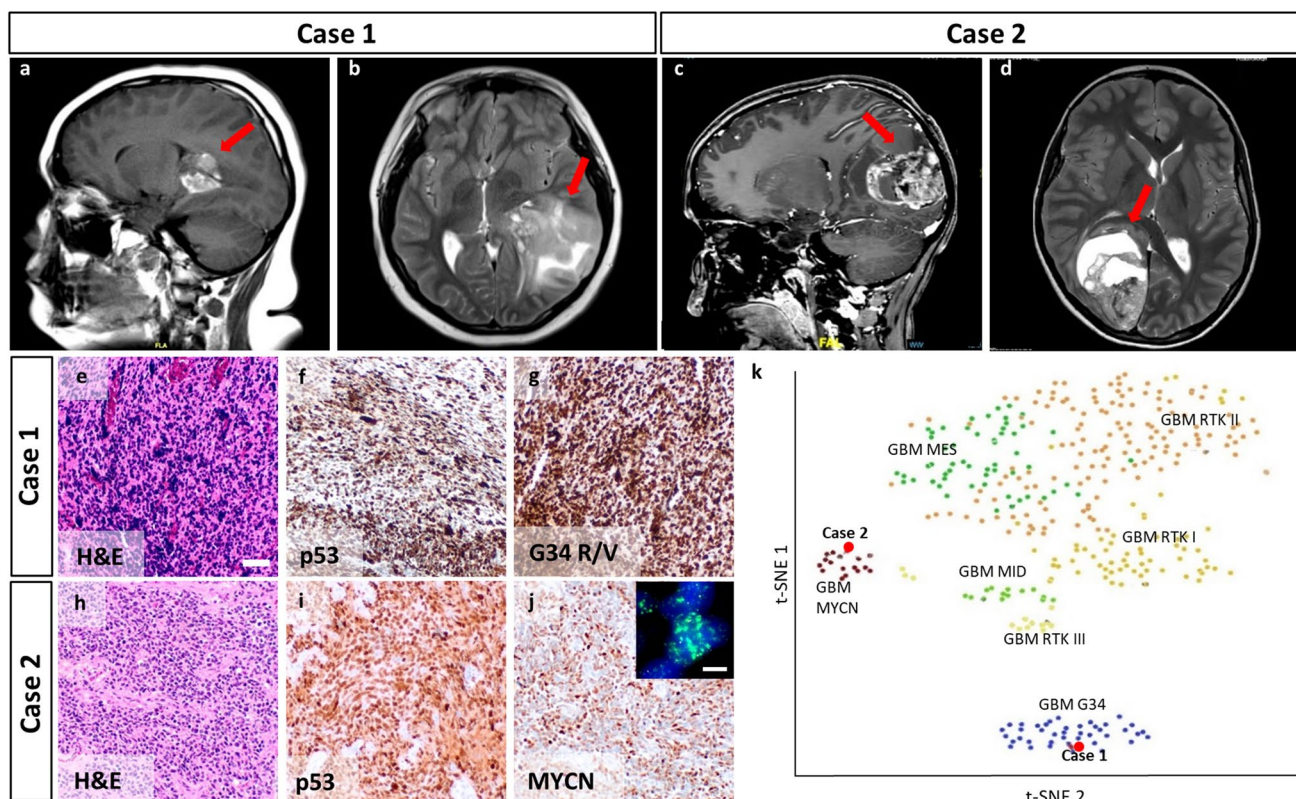 Case 1
Case 2
a
b
c
d
FLA
FAL
WW
Case 1
e
H&E
f
p53
g
G34 R/V
Case 2
h
H&E
i
p53
j
MYCN
k
GBM RTK II
GBM MES
Case 2
GBM RTK I
GBM MID
GBM
MYCN
GBM RTK III
GBM G34
Case 1
t-SNE 1
t-SNE 2